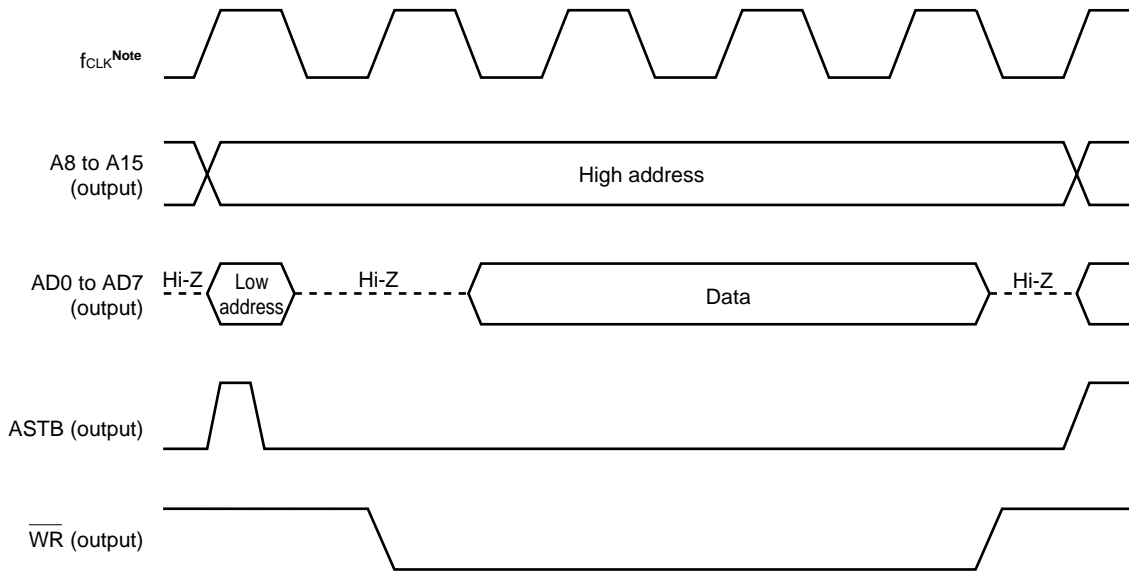 fCLKNote
A8 to A15
(output)
High address
AD0 to AD7
(output)
Hi-Z
Low
address
Hi-Z
Data
Hi-Z
ASTB (output)
WR (output)